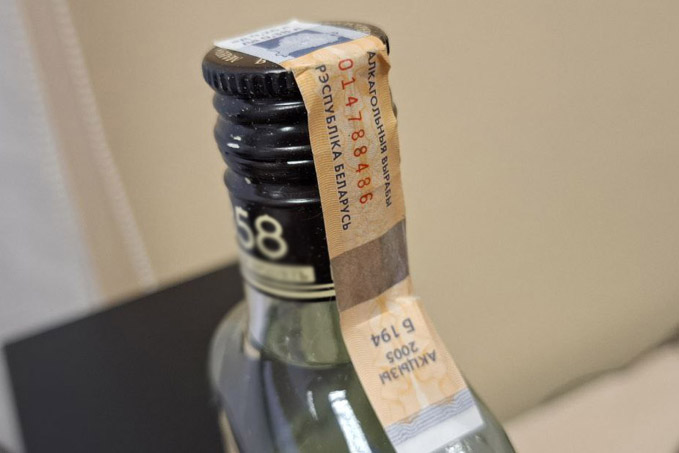 АЛКАГОЛЬНЫЯ ВЫРАБЫ
014788486
РЭСПУБЛІКА БЕЛАРУСЬ
58
АКЦЫЗЫ
2005
Б 194